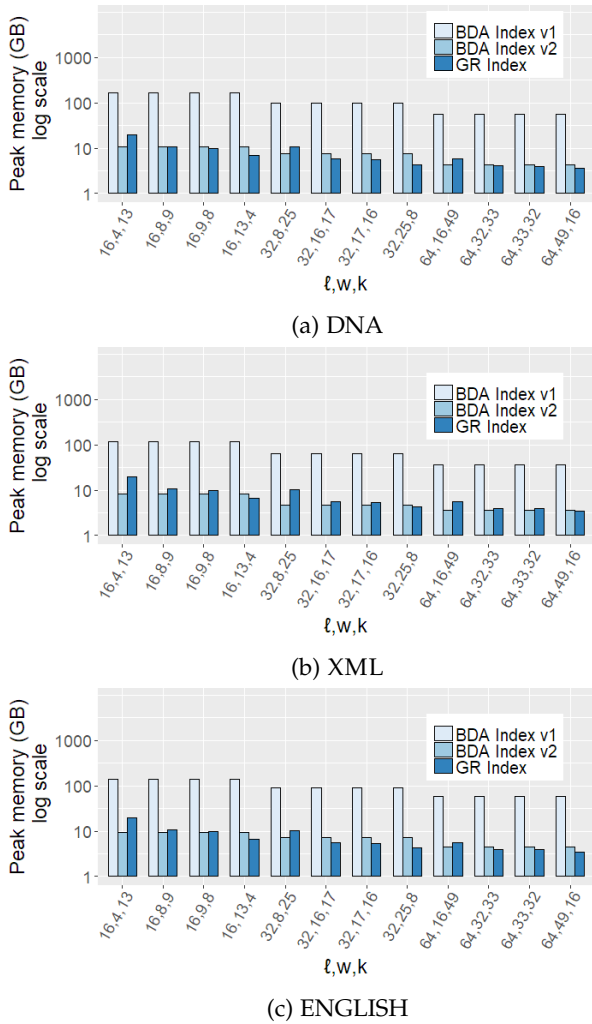 Peak memory (GB)
log scale
1000
100
10
1
BDA Index v1
BDA Index v2
GR Index
16,4,13
16,8,9
16,9,8
16,13,4
32,8,25
32,16,17
32,17,16
32,25,8
64,16,49
64,32,33
64,33,32
64,49,16
ℓ,w,k
(a) DNA
Peak memory (GB)
log scale
1000
100
10
1
BDA Index v1
BDA Index v2
GR Index
16,4,13
16,8,9
16,9,8
16,13,4
32,8,25
32,16,17
32,17,16
32,25,8
64,16,49
64,32,33
64,33,32
64,49,16
ℓ,w,k
(b) XML
Peak memory (GB)
log scale
1000
100
10
1
BDA Index v1
BDA Index v2
GR Index
16,4,13
16,8,9
16,9,8
16,13,4
32,8,25
32,16,17
32,17,16
32,25,8
64,16,49
64,32,33
64,33,32
64,49,16
ℓ,w,k
(c) ENGLISH